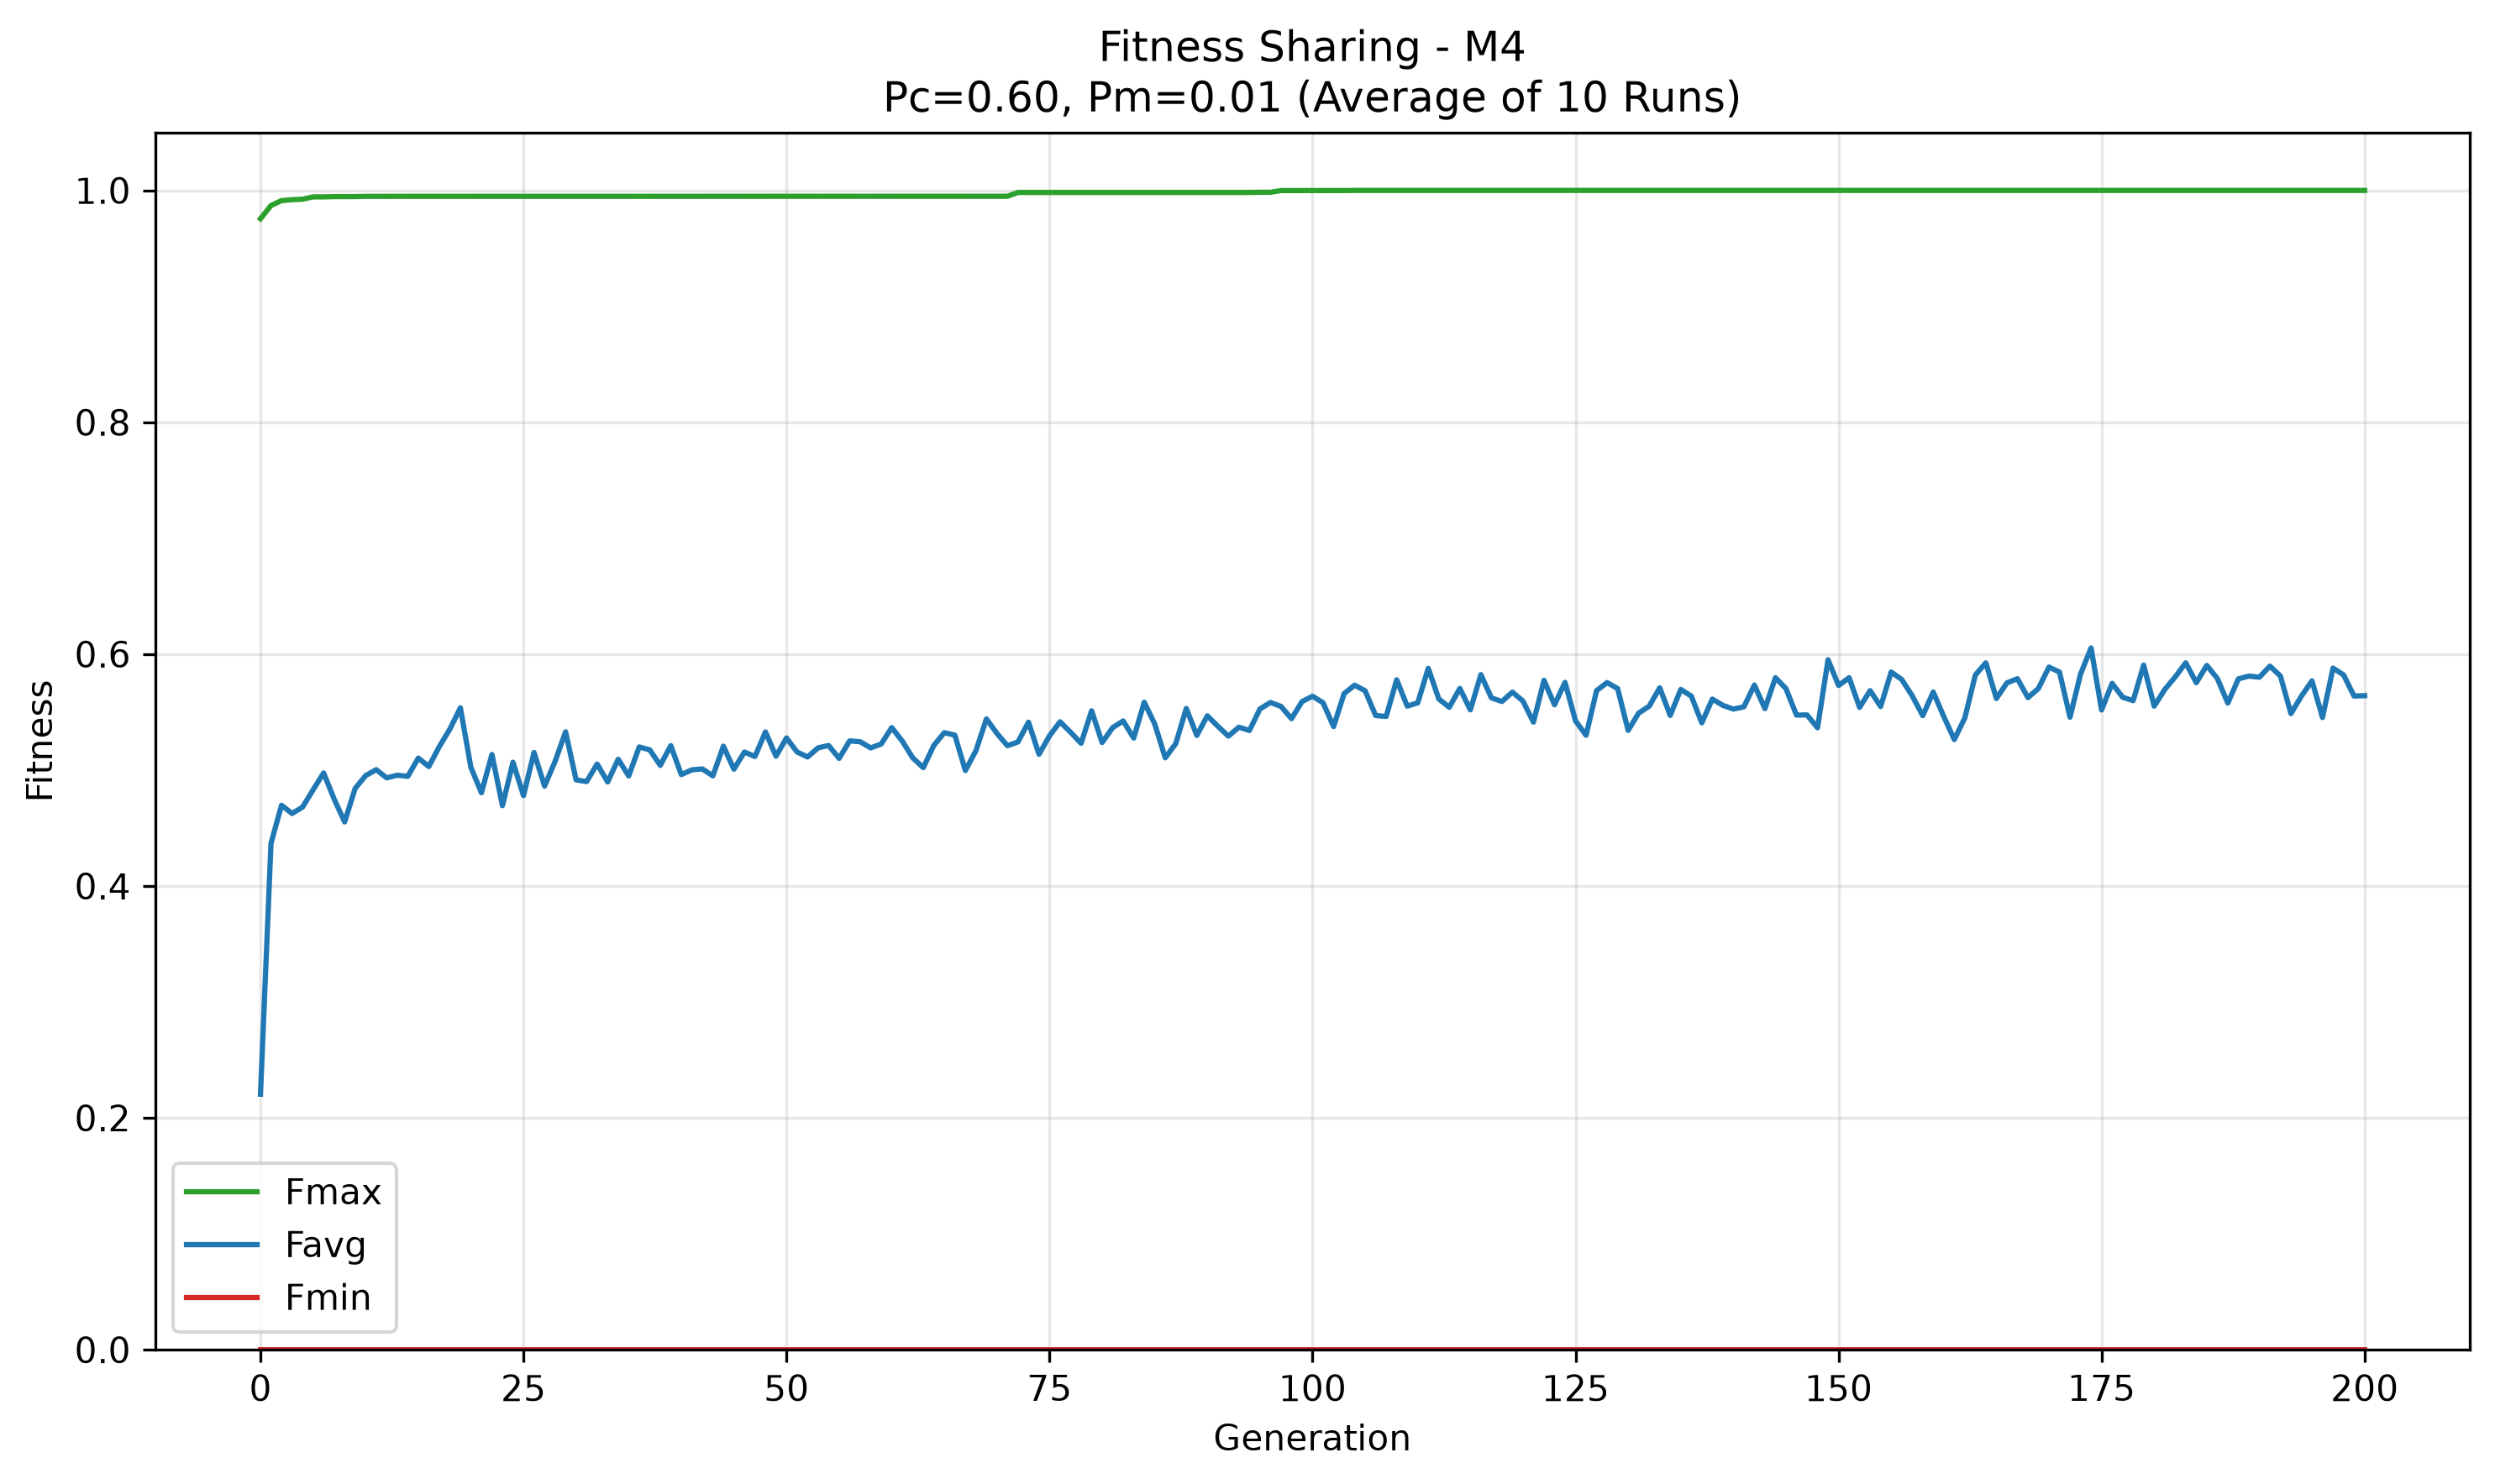 Fitness Sharing - M4
Pc=0.60, Pm=0.01 (Average of 10 Runs)
1.0
0.8
0.6
0.4
0.2
0.0
Fitness
Fmax
Favg
Fmin
0 25 50 75 100 125 150 175 200
Generation